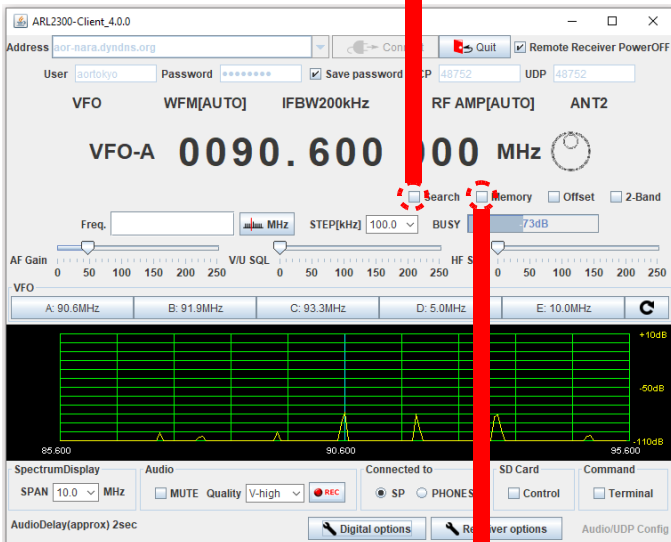 ARL2300-Client_4.0.0
Address aor-nara.dyndns.org Quit Remote Receiver PowerOFF
User aortokyo Password ●●●●●●●● Save password 48752 UDP 48752
VFO WFM[AUTO] IFBW200kHz RF AMP[AUTO] ANT2
VFO-A 0090.600 000 MHz
Search Memory Offset 2-Band
Freq. MHz STEP[kHz] 100.0 BUSY -73dB
AF Gain 0 50 100 150 200 250 V/U SQL 0 50 100 150 200 250 HF 0 50 100 150 200 250
VFO
A: 90.6MHz B: 91.9MHz C: 93.3MHz D: 5.0MHz E: 10.0MHz
+10dB
-50dB
-110dB
85.600 90.600 95.600
SpectrumDisplay Audio Connected to SD Card Command
SPAN 10.0 MHz MUTE Quality V-high REC SP PHONES Control Terminal
AudioDelay(approx) 2sec Digital options Receiver options Audio/UDP Config